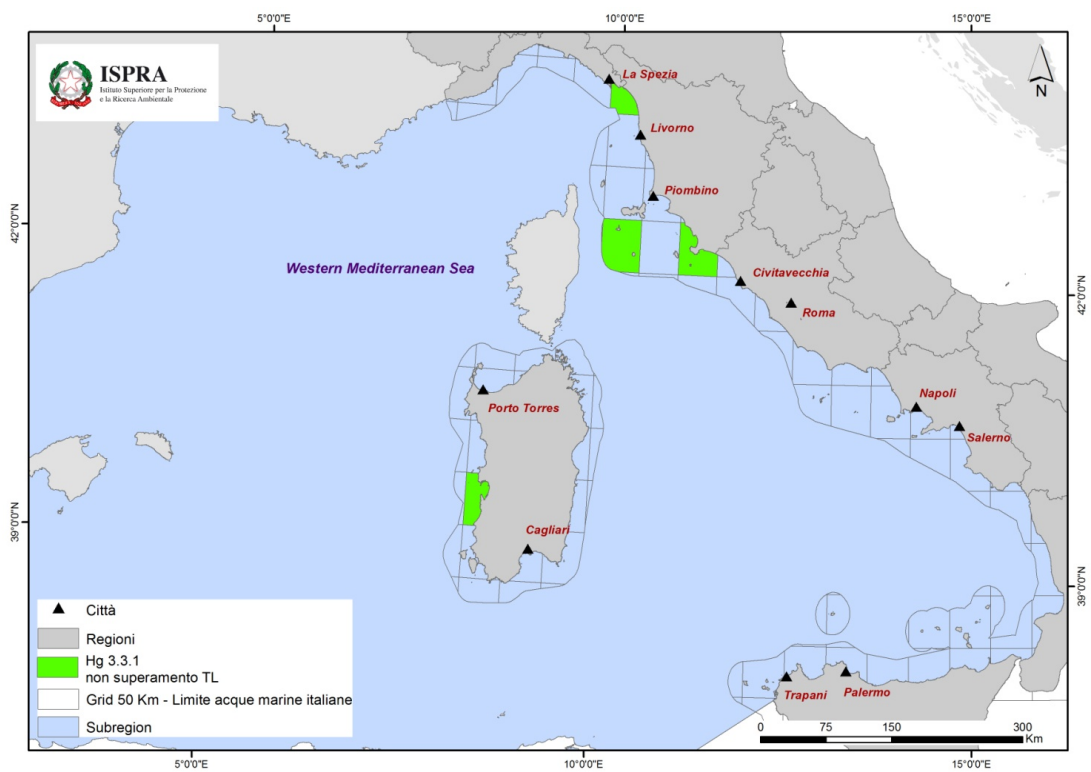 5°0'0"E
10°0'0"E
15°0'0"E
ISPRA
Istituto Superiore per la Protezione
e la Ricerca Ambientale
N
La Spezia
Livorno
Piombino
42°0'0"N
Western Mediterranean Sea
Civitavecchia
42°0'0"N
Roma
Porto Torres
Napoli
Salerno
39°0'0"N
Cagliari
39°0'0"N
Città
Regioni
Hg 3.3.1
non superamento TL
Grid 50 Km - Limite acque marine italiane
Subregion
Trapani
Palermo
0 75 150 300
Km
5°0'0"E
10°0'0"E
15°0'0"E